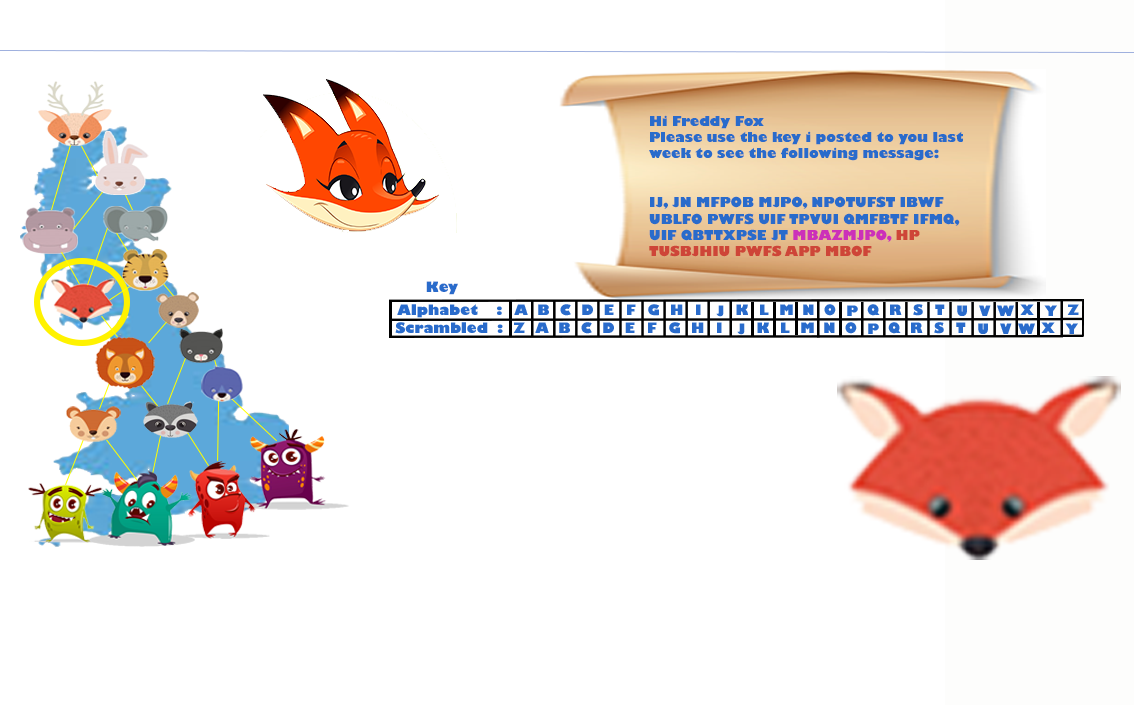 Hi Freddy Fox
Please use the key i posted to you last
week to see the following message:
IJ, JN MFPOB MJPO, NPOTUFST IBWF
UBLFO PWFS UIF TPVUI QMFBTF IFMQ,
UIF QBTTXPSE JT MBAZMJPO, HP
TUSBJHIU PWFS APP MBOF
Key
Alphabet : A B C D E F G H I J K L M N O P Q R S T U V W X Y Z
Scrambled : Z A B C D E F G H I J K L M N O P Q R S T U V W X Y